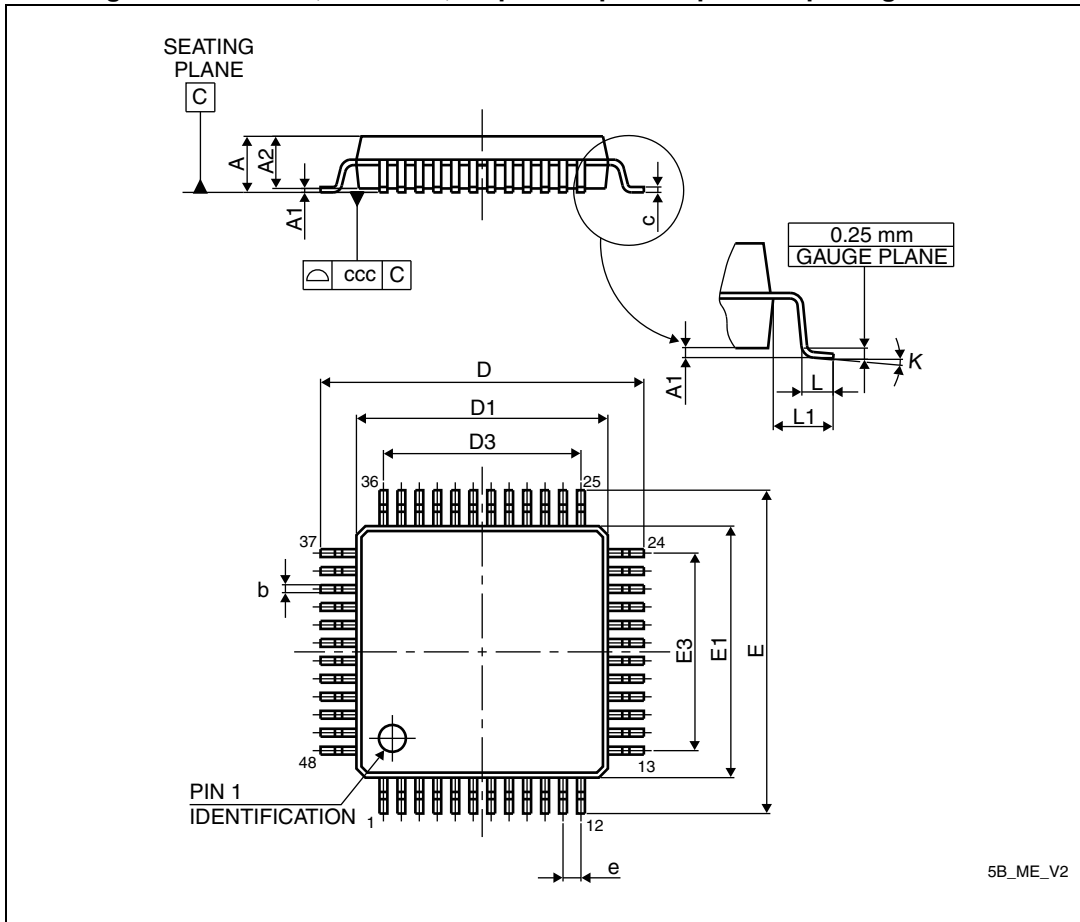 SEATING
PLANE
C
A
A2
A1
c
ccc C
0.25 mm
GAUGE PLANE
A1
K
L
L1
D
D1
D3
36
25
37
24
b
E3
E1
E
48
13
PIN 1
IDENTIFICATION
1
12
e
5B_ME_V2